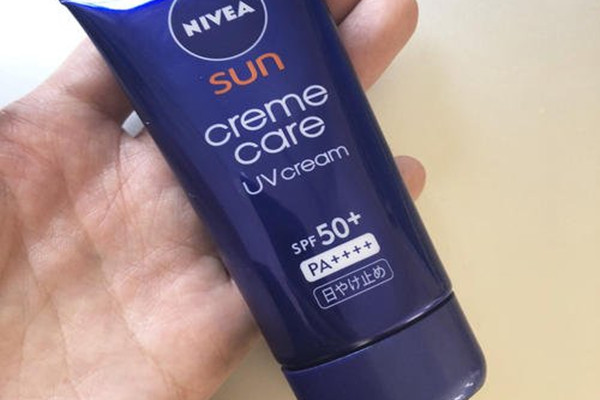 NIVEA
sun
creme
care
UV cream
SPF 50+
PA++++
日やけ止め